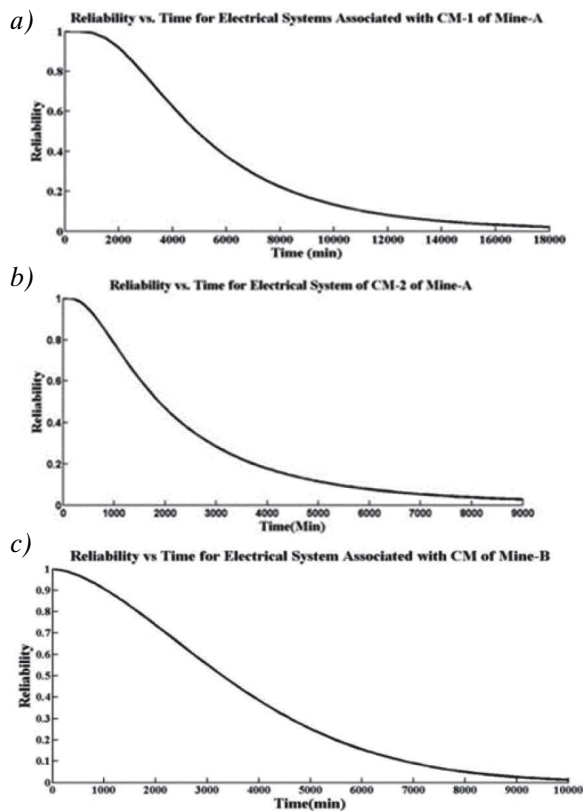 a)
Reliability vs. Time for Electrical Systems Associated with CM-1 of Mine-A
1
0.8
0.6
0.4
0.2
0
Reliability
0 2000 4000 6000 8000 10000 12000 14000 16000 18000
Time (min)
b)
Reliability vs. Time for Electrical System of CM-2 of Mine-A
1
0.8
0.6
0.4
0.2
0
Reliability
0 1000 2000 3000 4000 5000 6000 7000 8000 9000
Time(Min)
c)
Reliability vs Time for Electrical System Associated with CM of Mine-B
1
0.9
0.8
0.7
0.6
0.5
0.4
0.3
0.2
0.1
0
Reliability
0 1000 2000 3000 4000 5000 6000 7000 8000 9000 10000
Time(min)